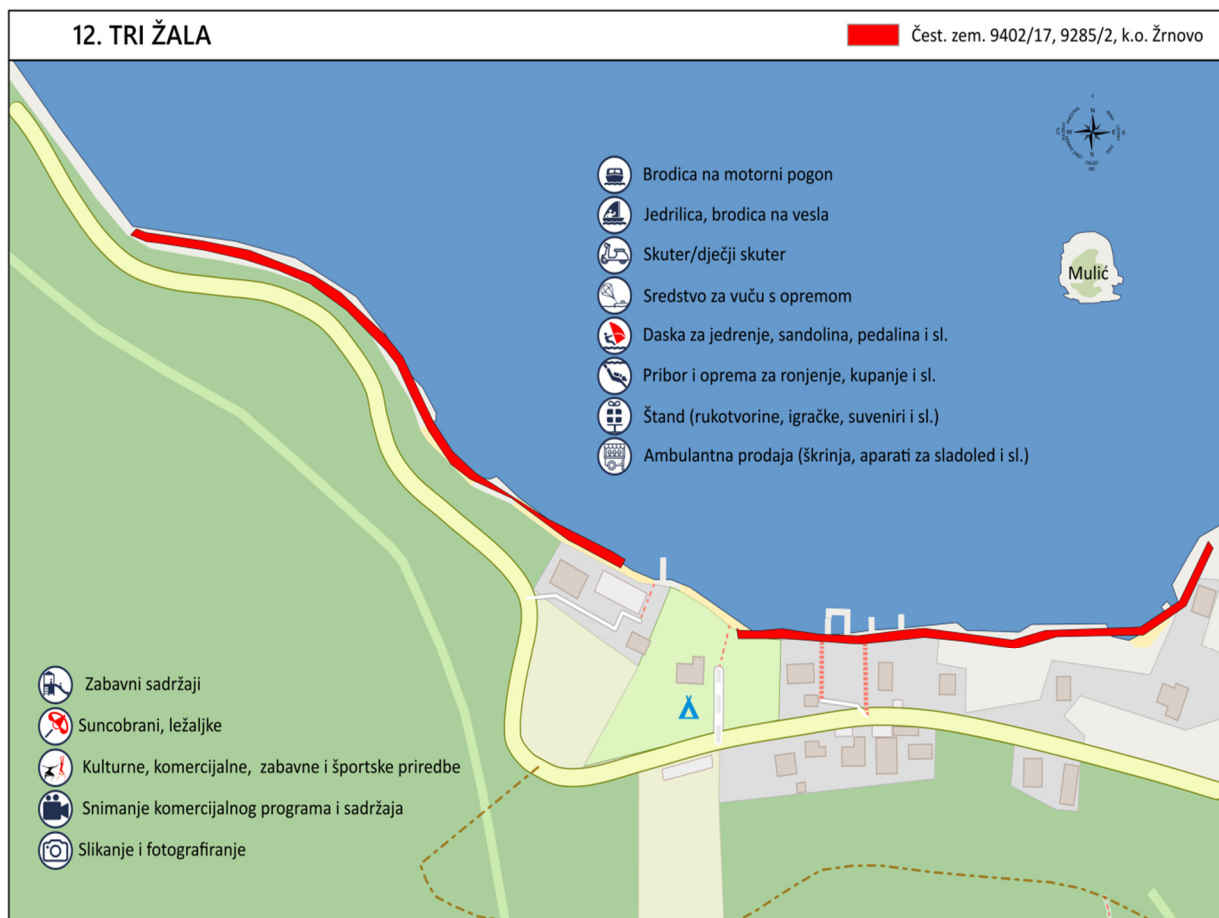 12. TRI ŽALA
Čest. zem. 9402/17, 9285/2, k.o. Žrnovo
N
W
E
S
Brodica na motorni pogon
Jedrilica, brodica na vesla
Skuter/dječji skuter
Sredstvo za vuču s opremom
Mulić
Daska za jedrenje, sandolina, pedalina i sl.
Pribor i oprema za ronjenje, kupanje i sl.
Štand (rukotvorine, igračke, suveniri i sl.)
Ambulantna prodaja (škrinja, aparati za sladoled i sl.)
Zabavni sadržaji
Suncobrani, ležaljke
Kulturne, komercijalne, zabavne i športske priredbe
Snimanje komercijalnog programa i sadržaja
Slikanje i fotografiranje